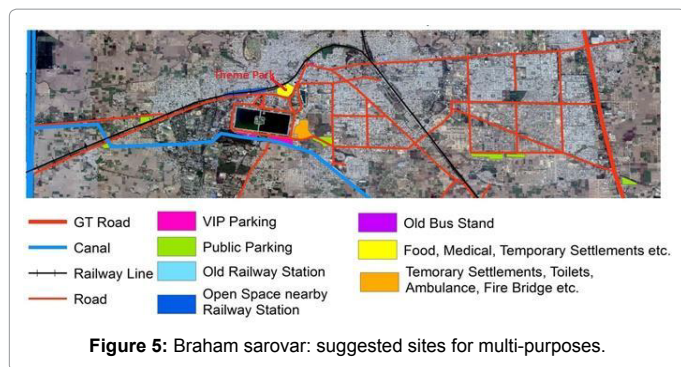 Theme Park
GT Road
Canal
Railway Line
Road
VIP Parking
Public Parking
Old Railway Station
Open Space nearby
Railway Station
Old Bus Stand
Food, Medical, Temporary Settlements etc.
Temorary Settlements, Toilets,
Ambulance, Fire Bridge etc.
Figure 5: Braham sarovar: suggested sites for multi-purposes.